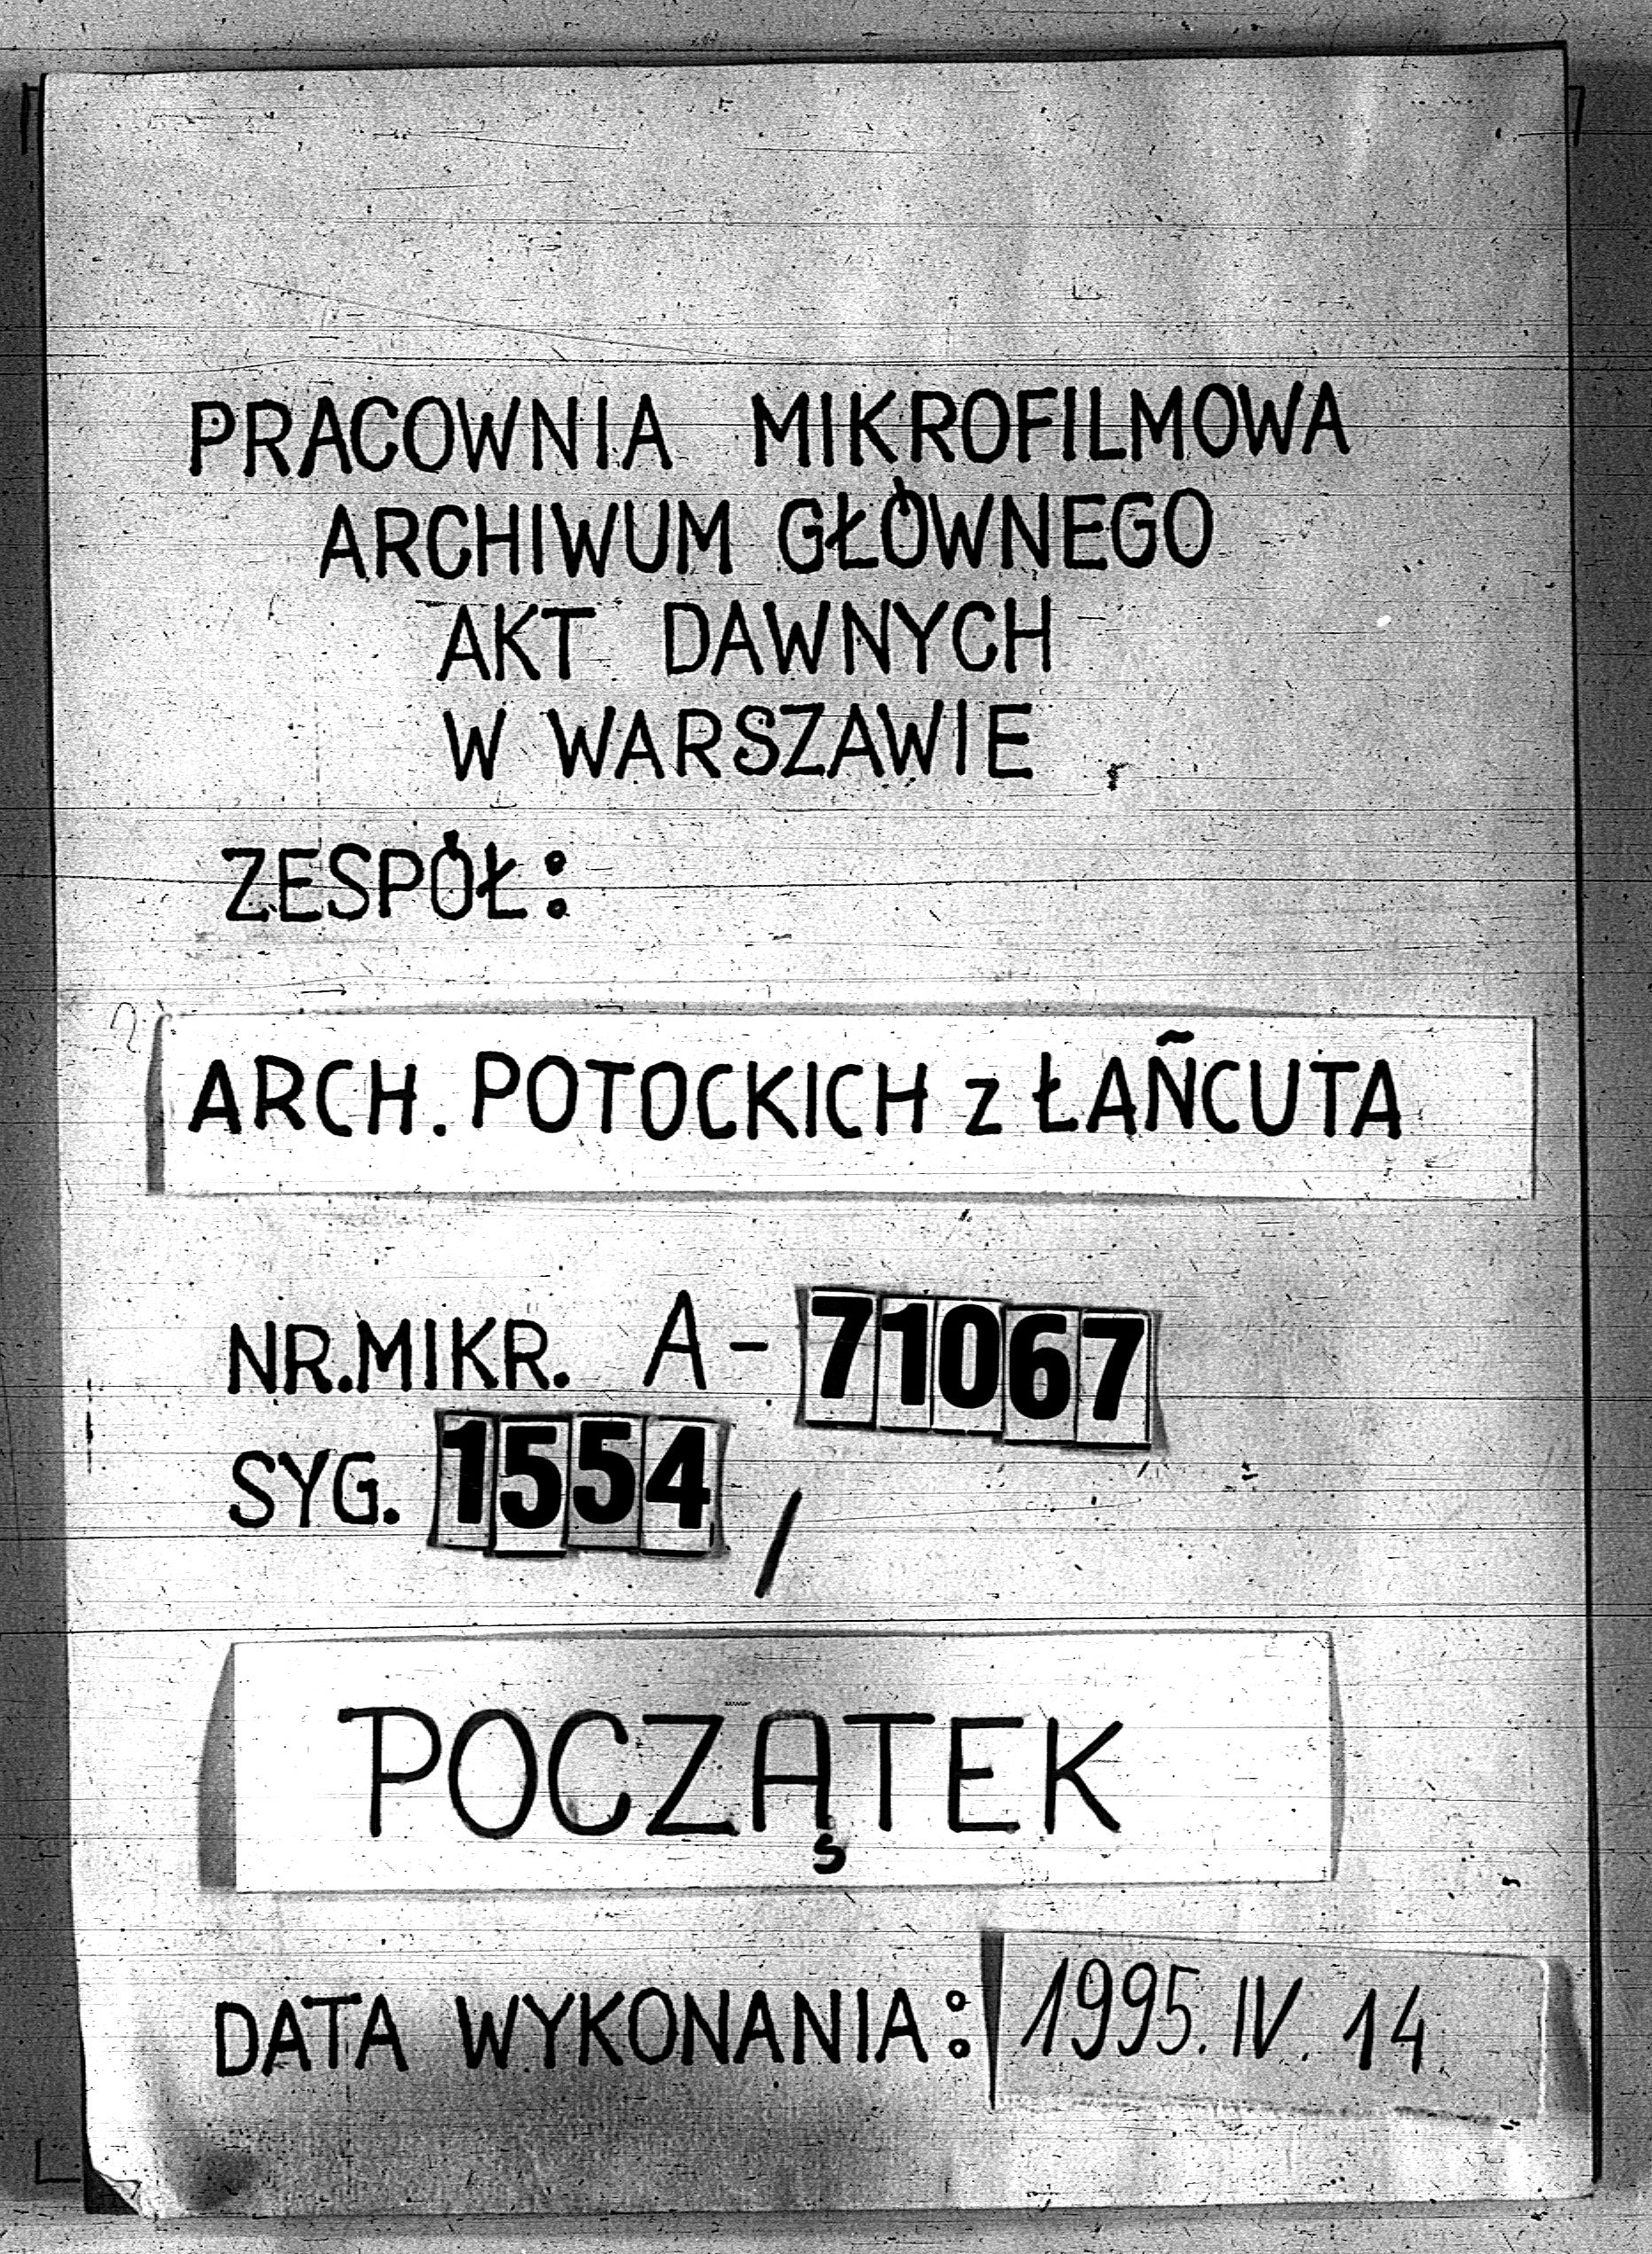 PRACOWNIA MIKROFILMOWA
ARCHIWUM GŁÓWNEGO
AKT DAWNYCH
W WARSZAWIE
ZESPÓŁ:
ARCH. POTOCKICH z ŁAŃCUTA
NR.MIKR. A-71067
SYG. 1554/
POCZĄTEK
DATA WYKONANIA: 1995. IV. 14.